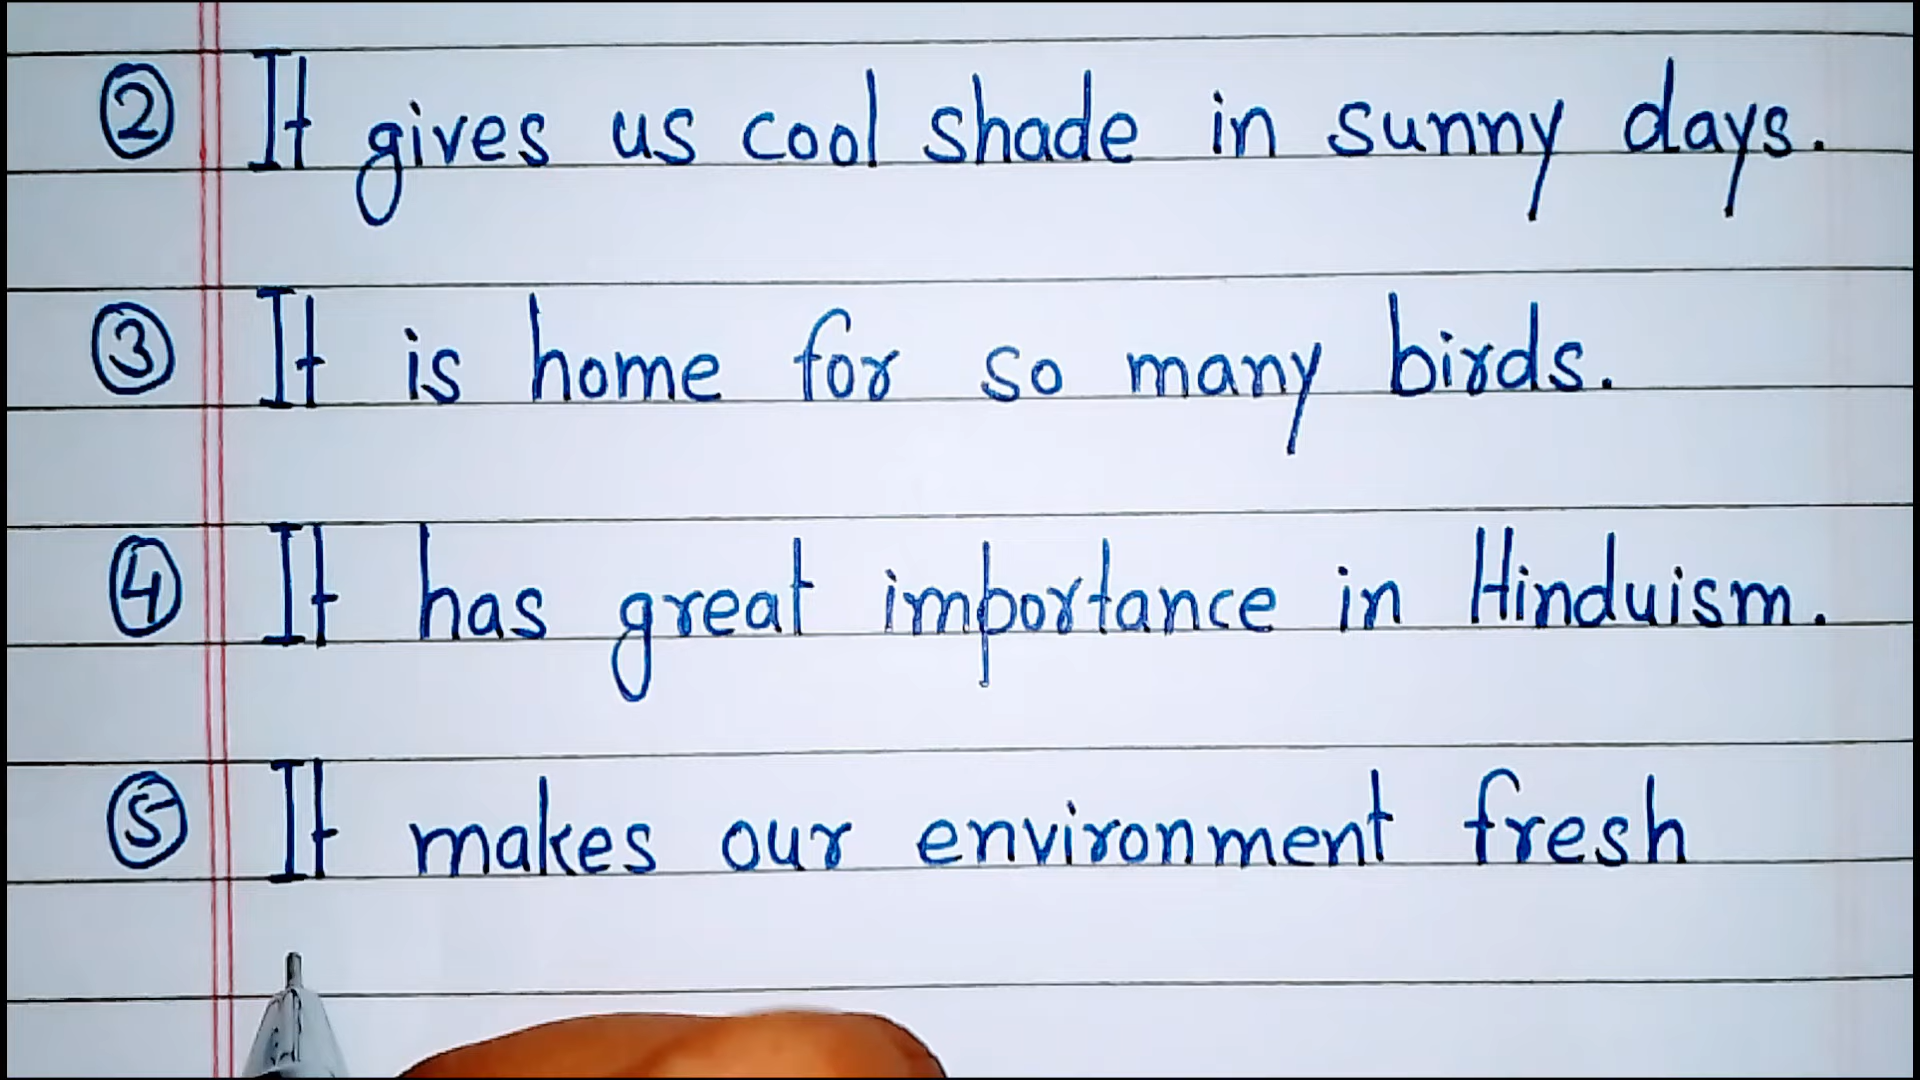 ② It gives us cool shade in sunny days.
③ It is home for so many birds.
④ It has great importance in Hinduism.
⑤ It makes our environment fresh